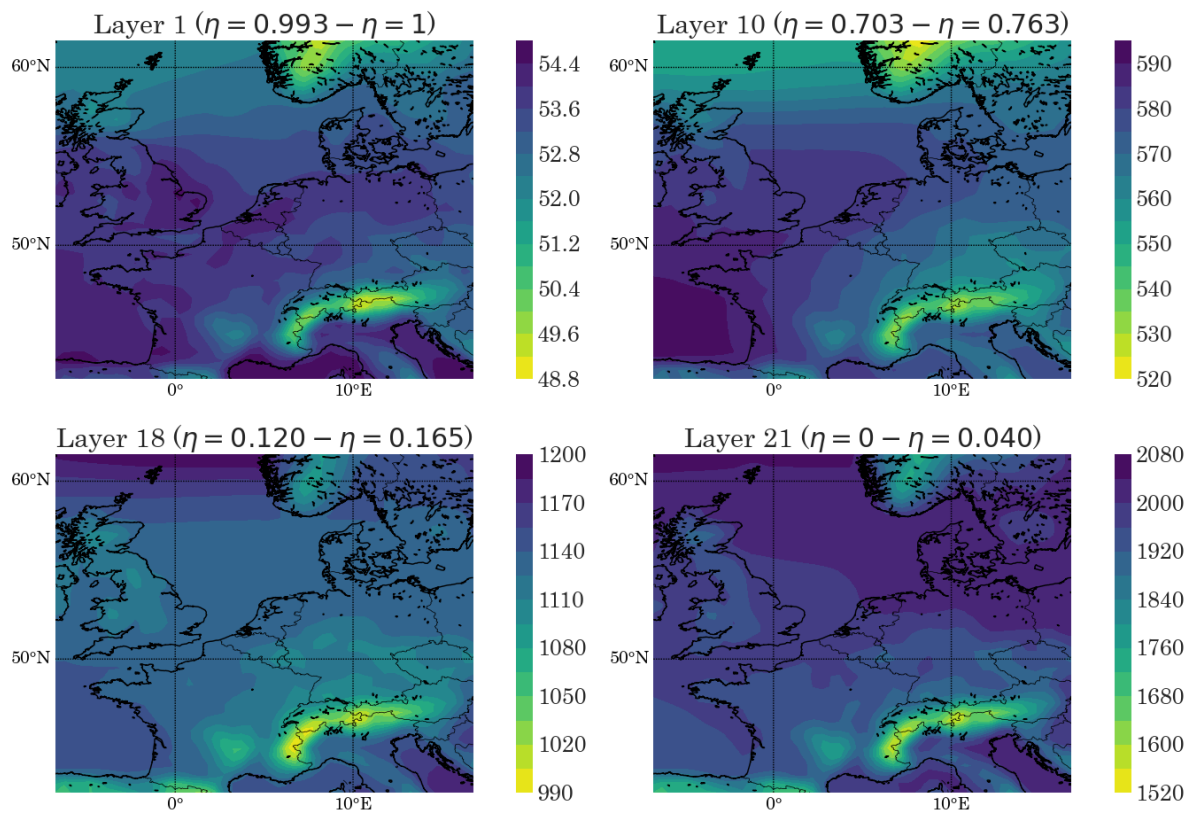 Layer 1 (η = 0.993 − η = 1)
60°N
50°N
0°
10°E
54.4
53.6
52.8
52.0
51.2
50.4
49.6
48.8
Layer 10 (η = 0.703 − η = 0.763)
60°N
50°N
0°
10°E
590
580
570
560
550
540
530
520
Layer 18 (η = 0.120 − η = 0.165)
60°N
50°N
0°
10°E
1200
1170
1140
1110
1080
1050
1020
990
Layer 21 (η = 0 − η = 0.040)
60°N
50°N
0°
10°E
2080
2000
1920
1840
1760
1680
1600
1520